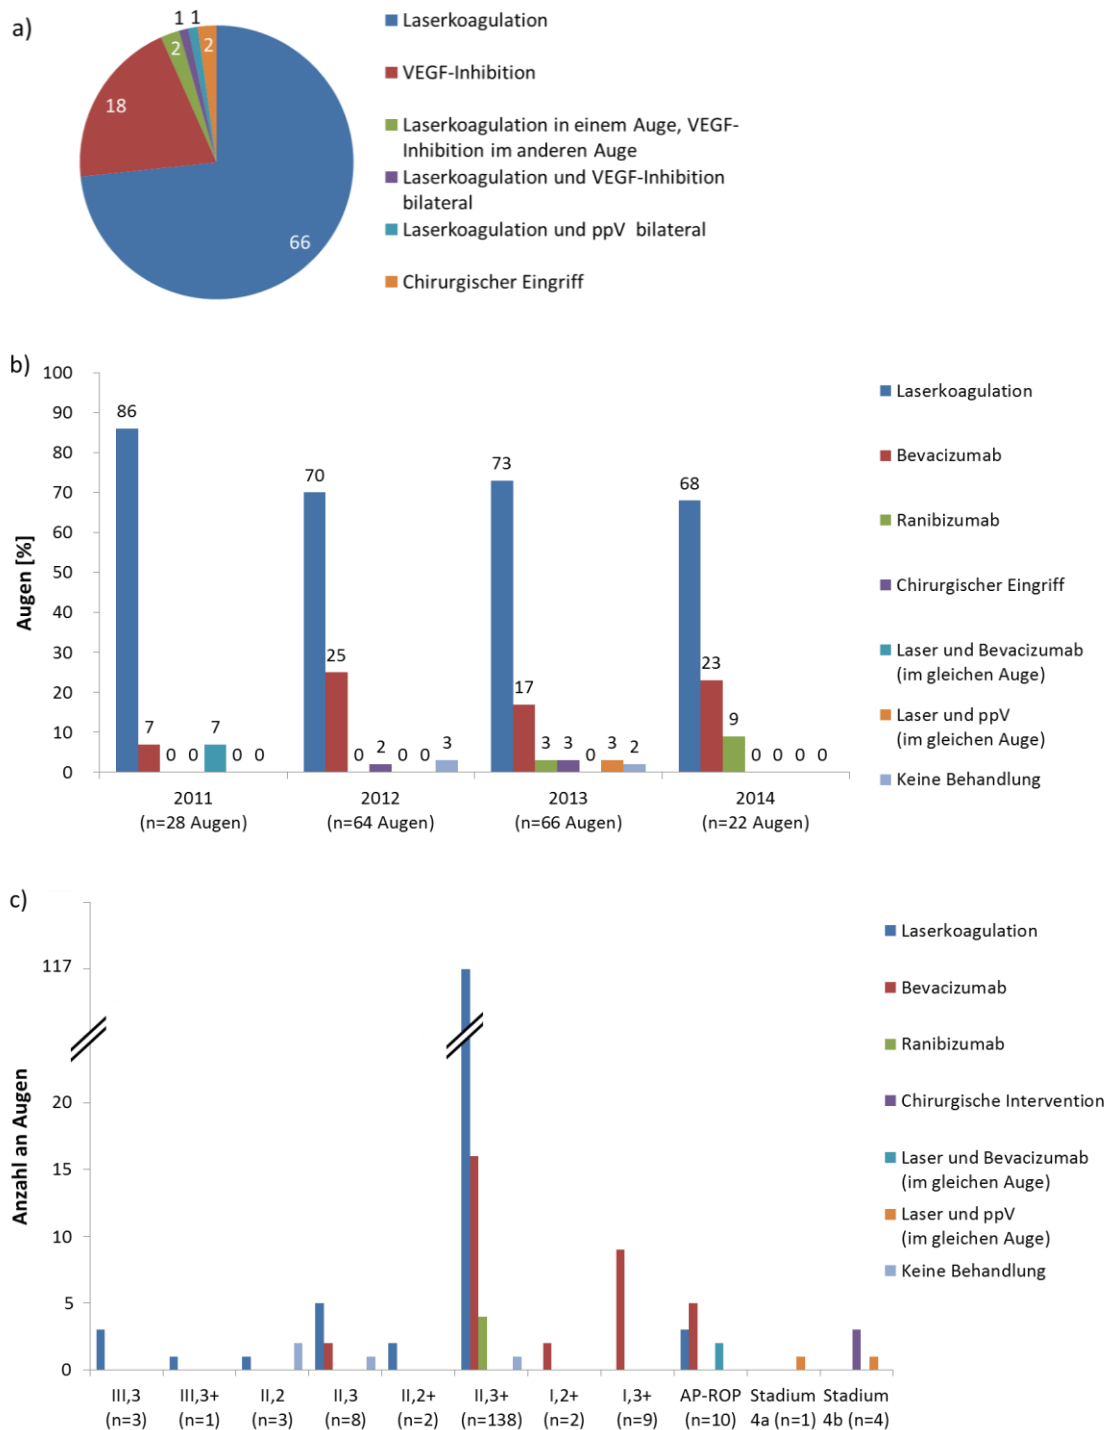 a)
1 1
2
2
18
66
Laserkoagulation
VEGF-Inhibition
Laserkoagulation in einem Auge, VEGF-
Inhibition im anderen Auge
Laserkoagulation und VEGF-Inhibition
bilateral
Laserkoagulation und ppV bilateral
Chirurgischer Eingriff
b)
Augen [%]
100
90
80
70
60
50
40
30
20
10
0
86 7 0 0 7 0 0
70 25 0 2 0 0 3
73 17 3 3 0 3 2
68 23 9 0 0 0 0
2011 2012 2013 2014
(n=28 Augen) (n=64 Augen) (n=66 Augen) (n=22 Augen)
Laserkoagulation
Bevacizumab
Ranibizumab
Chirurgischer Eingriff
Laser und Bevacizumab
(im gleichen Auge)
Laser und ppV
(im gleichen Auge)
Keine Behandlung
c)
Anzahl an Augen
117
20
15
10
5
0
III,3 III,3+ II,2 II,3 II,2+ II,3+ I,2+ I,3+ AP-ROP Stadium Stadium
(n=3) (n=1) (n=3) (n=8) (n=2) (n=138) (n=2) (n=9) (n=10) 4a (n=1) 4b (n=4)
Laserkoagulation
Bevacizumab
Ranibizumab
Chirurgische Intervention
Laser und Bevacizumab
(im gleichen Auge)
Laser und ppV
(im gleichen Auge)
Keine Behandlung